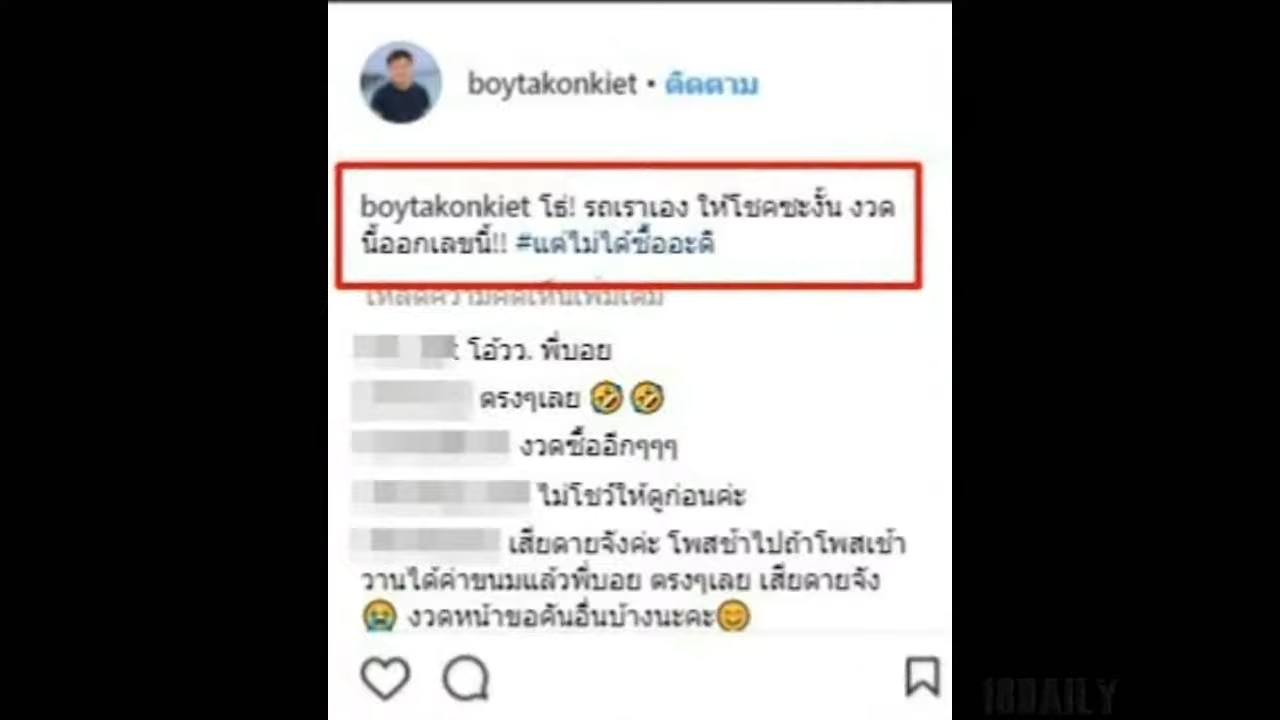 boytakonkiet • ติดตาม
boytakonkiet โธ่! รถเราเอง ให้โชคซะงั้น งวด
นี้ออกเลขนี้!! #แต่ไม่ได้ซื้ออะดิ
โหลดความคิดเห็นเพิ่มเติม
โอ้วว. พี่บอย
ตรงๆเลย 🤣🤣
งวดซื้ออีกๆๆๆ
ไม่โชว์ให้ดูก่อนค่ะ
เสียดายจังค่ะ โพสช้าไปถ้าโพสเช้า
วานได้ค่าขนมแล้วพี่บอย ตรงๆเลย เสียดายจัง
😭 งวดหน้าขอคันอื่นบ้างนะคะ😊
18DAILY